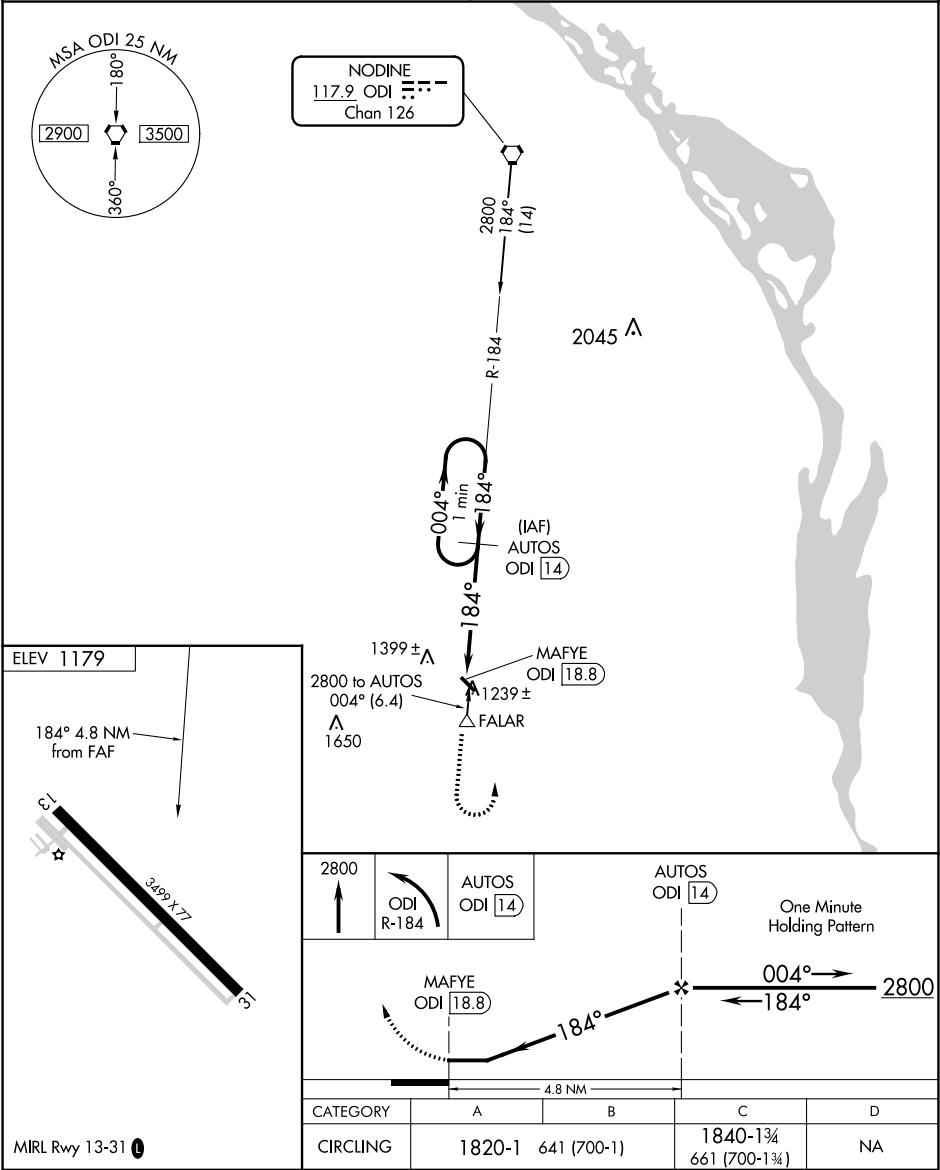 MSA ODI 25 NM
180°
2900
3500
360°
NODINE
117.9 ODI
Chan 126
2800
184°
(14)
R-184
2045
004°
1 min
184°
(IAF)
AUTOS
ODI 14
184°
1399 ±
MAFYE
ODI 18.8
2800 to AUTOS
004° (6.4)
1239 ±
FALAR
1650
ELEV 1179
184° 4.8 NM
from FAF
13
3499 X 77
31
MIRL Rwy 13-31 L
2800
ODI
R-184
AUTOS
ODI 14
AUTOS
ODI 14
One Minute
Holding Pattern
004°
184°
2800
MAFYE
ODI 18.8
184°
4.8 NM
CATEGORY A B C D
CIRCLING 1820-1 641 (700-1) 1840-1¾ NA
661 (700-1¾)